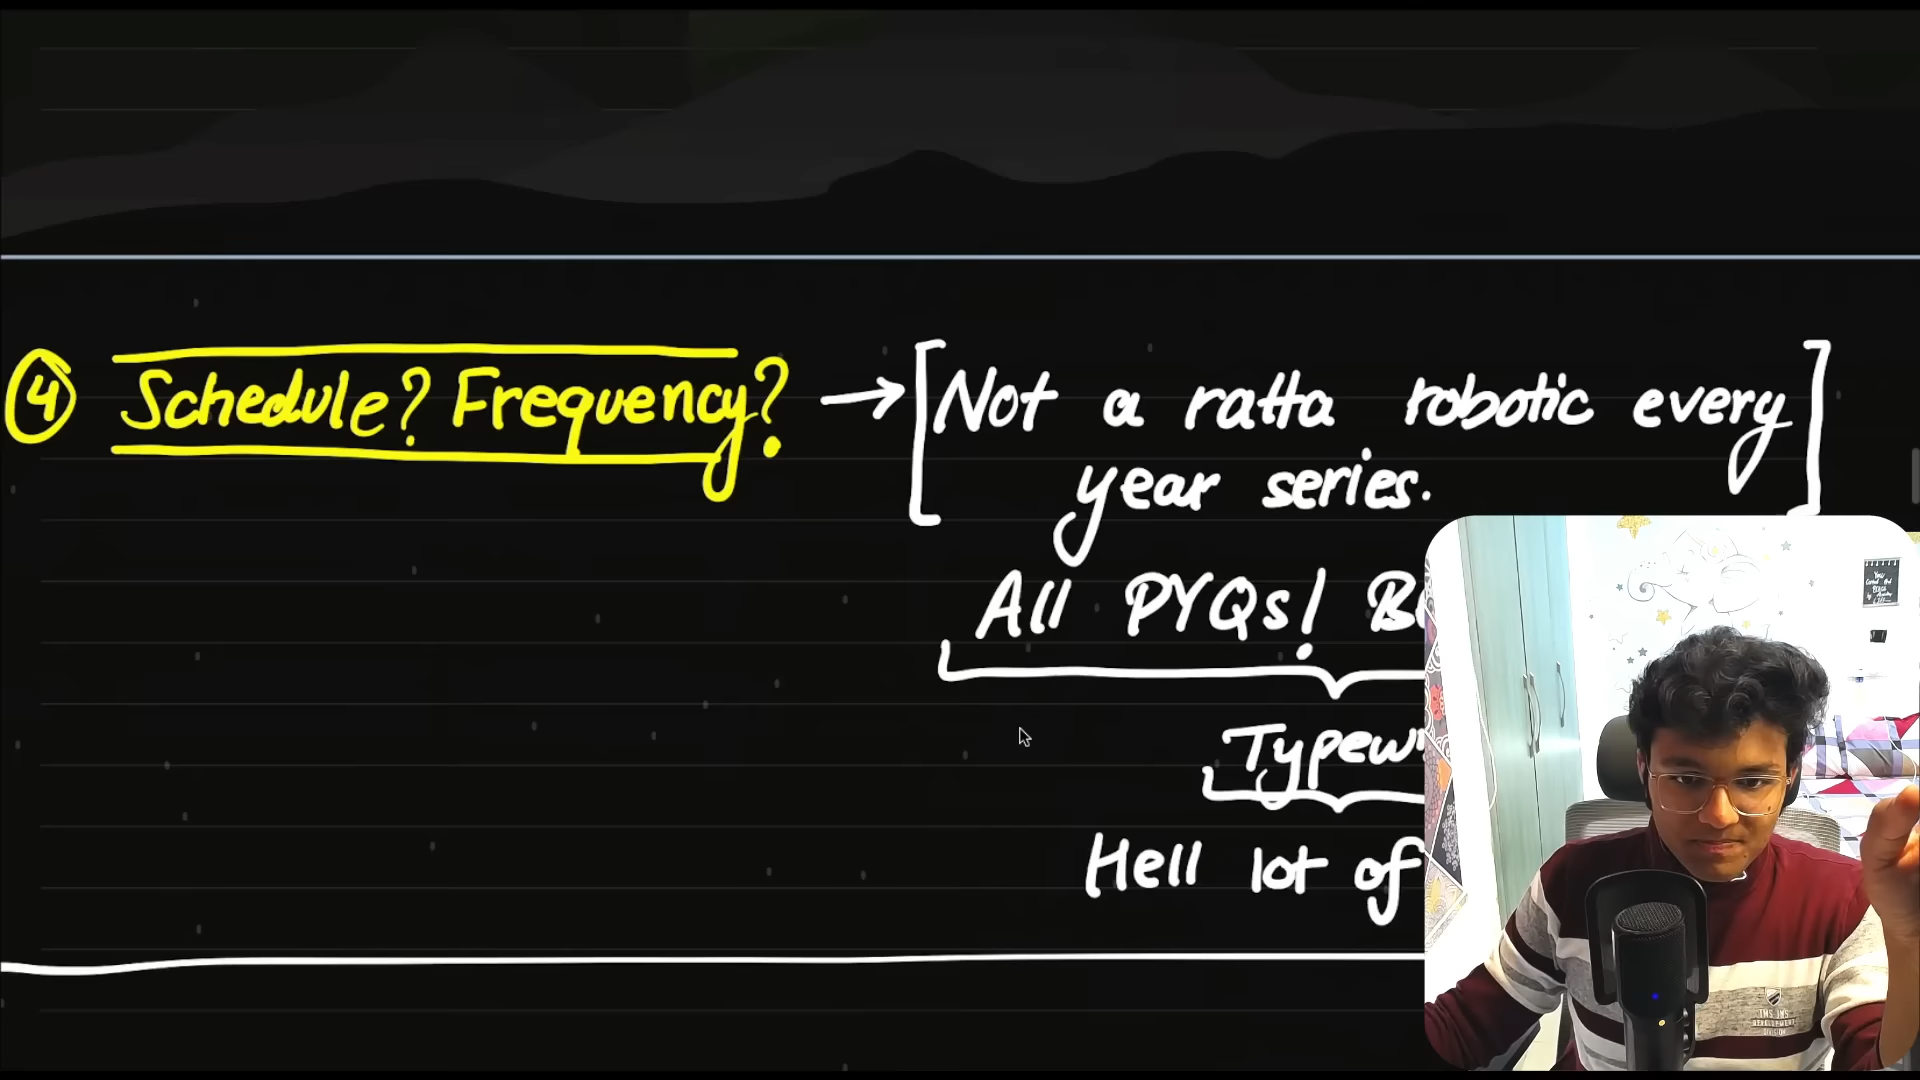 4 Schedule? Frequency? → [Not a ratta robotic every
year series.]
All PYQs!
Hell lot of